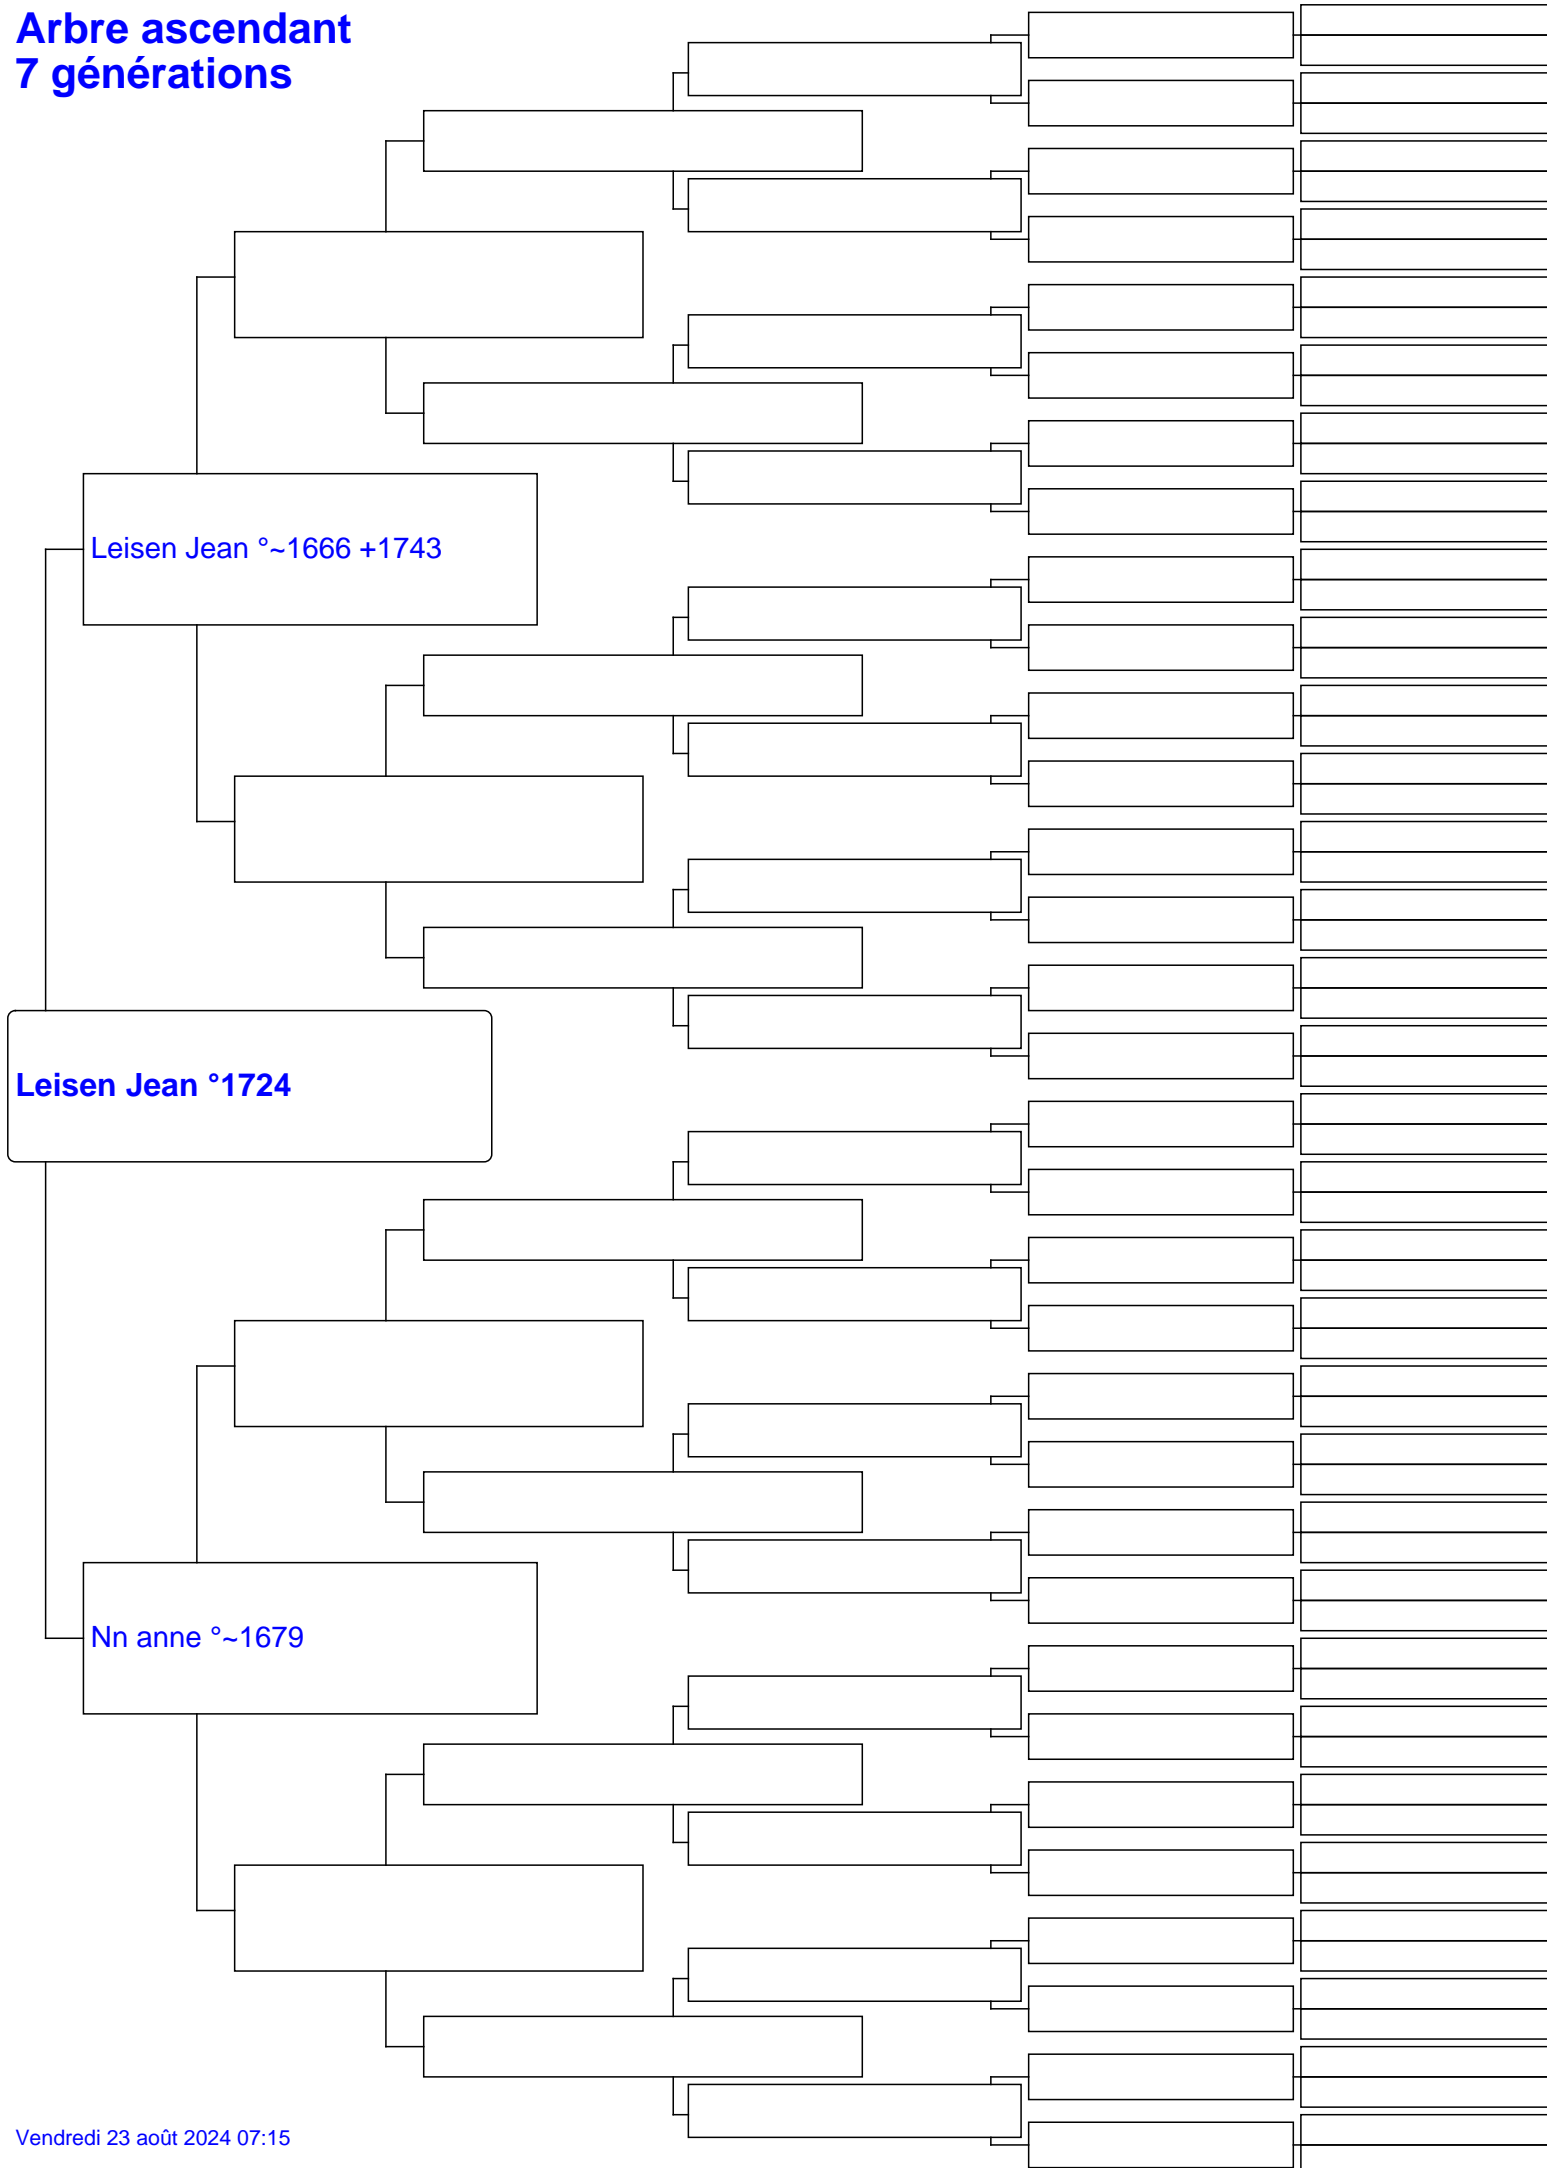 Arbre ascendant
7 générations
Leisen Jean °~1666 +1743
Leisen Jean °1724
Nn anne °~1679
Vendredi 23 août 2024 07:15